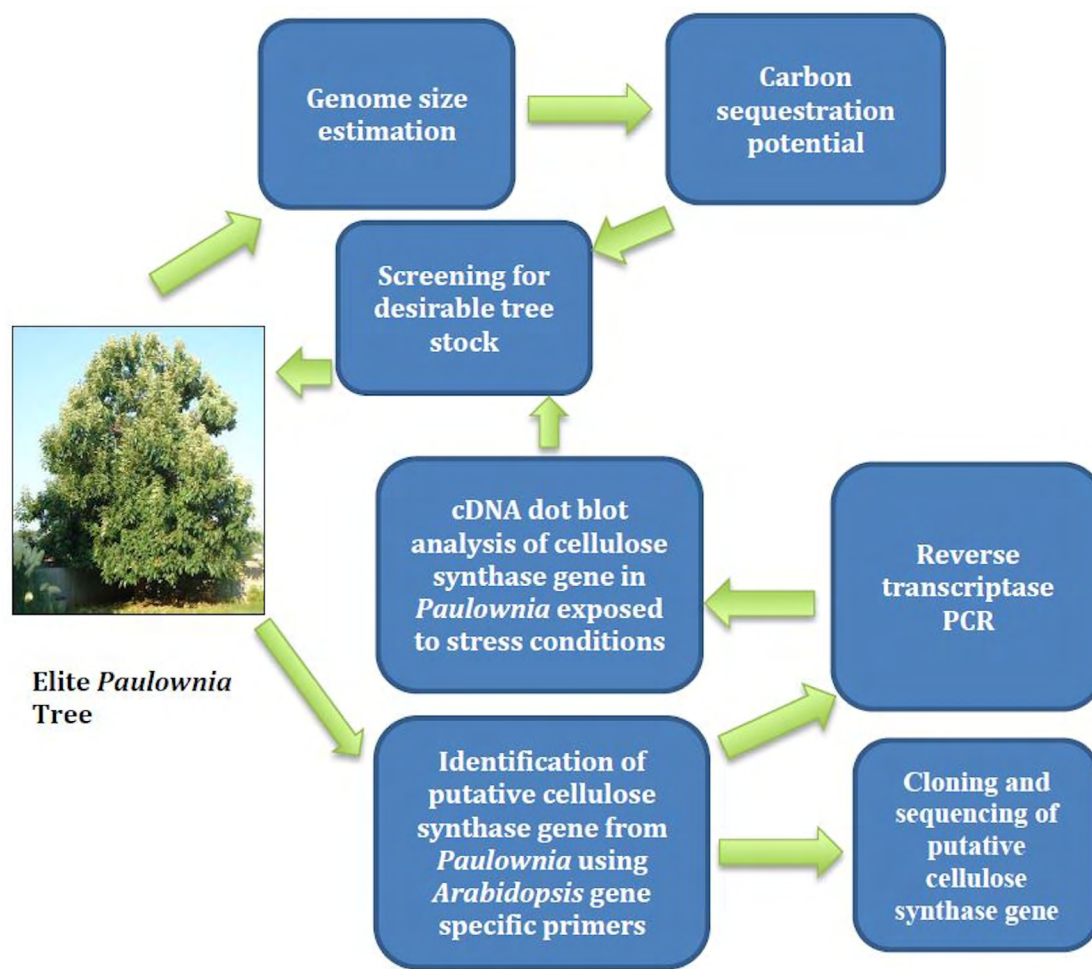 Genome size
estimation
Carbon
sequestration
potential
Screening for
desirable tree
stock
cDNA dot blot
analysis of cellulose
synthase gene in
Paulownia exposed
to stress conditions
Reverse
transcriptase
PCR
Elite Paulownia
Tree
Identification of
putative cellulose
synthase gene from
Paulownia using
Arabidopsis gene
specific primers
Cloning and
sequencing of
putative
cellulose
synthase gene